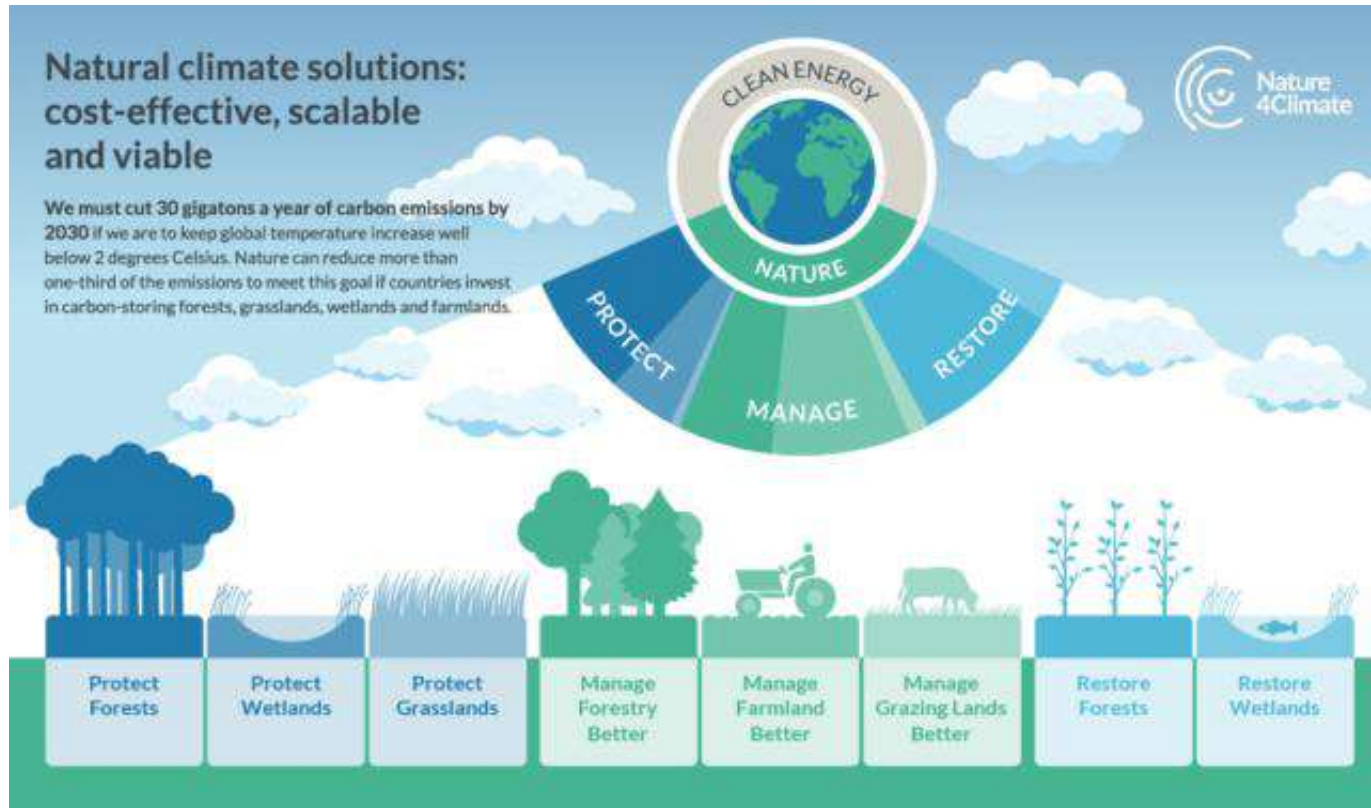 Natural climate solutions:
cost-effective, scalable
and viable
We must cut 30 gigatons a year of carbon emissions by
2030 if we are to keep global temperature increase well
below 2 degrees Celsius. Nature can reduce more than
one-third of the emissions to meet this goal if countries invest
in carbon-storing forests, grasslands, wetlands and farmlands.
CLEAN ENERGY
NATURE
PROTECT
MANAGE
RESTORE
Nature
4Climate
Protect
Forests
Protect
Wetlands
Protect
Grasslands
Manage
Forestry
Better
Manage
Farmland
Better
Manage
Grazing Lands
Better
Restore
Forests
Restore
Wetlands